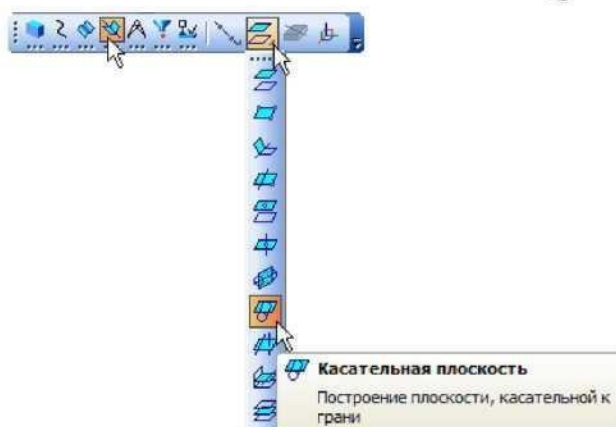 Касательная плоскость
Построение плоскости, касательной к
грани